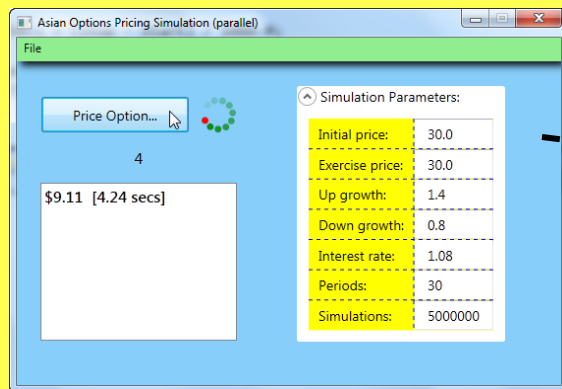 Asian Options Pricing Simulation (parallel)
File
Price Option...
4
$9.11 [4.24 secs]
Simulation Parameters:
Initial price: 30.0
Exercise price: 30.0
Up growth: 1.4
Down growth: 0.8
Interest rate: 1.08
Periods: 30
Simulations: 5000000